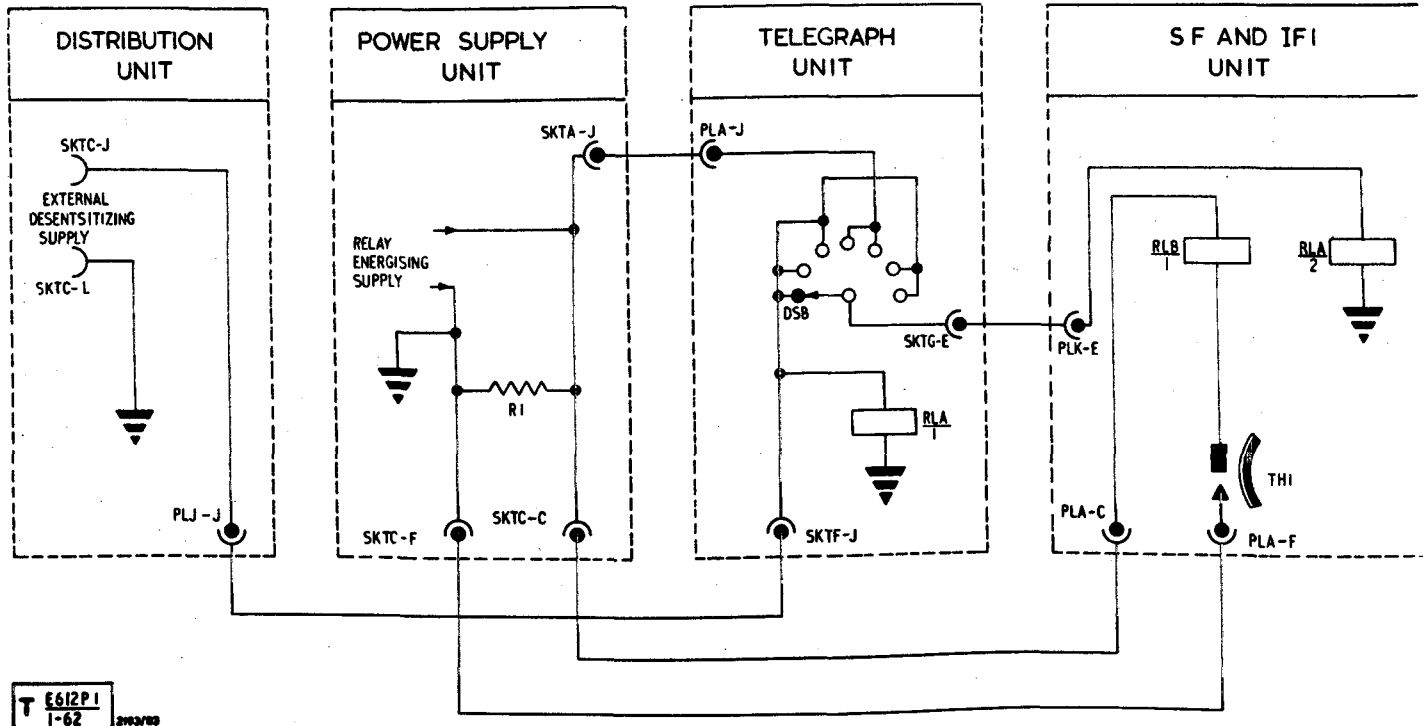 DISTRIBUTION
UNIT
POWER SUPPLY
UNIT
TELEGRAPH
UNIT
SF AND IF1
UNIT
SKTC-J
EXTERNAL
DESENTSITIZING
SUPPLY
SKTC-L
PLJ-J
SKTA-J
RELAY
ENERGISING
SUPPLY
R1
SKTC-F
SKTC-C
PLA-J
DSB
SKTG-E
RLA
1
SKTF-J
PLK-E
RLB
1
RLA
2
TH1
PLA-C
PLA-F
T E612P1
1-62
2163/83